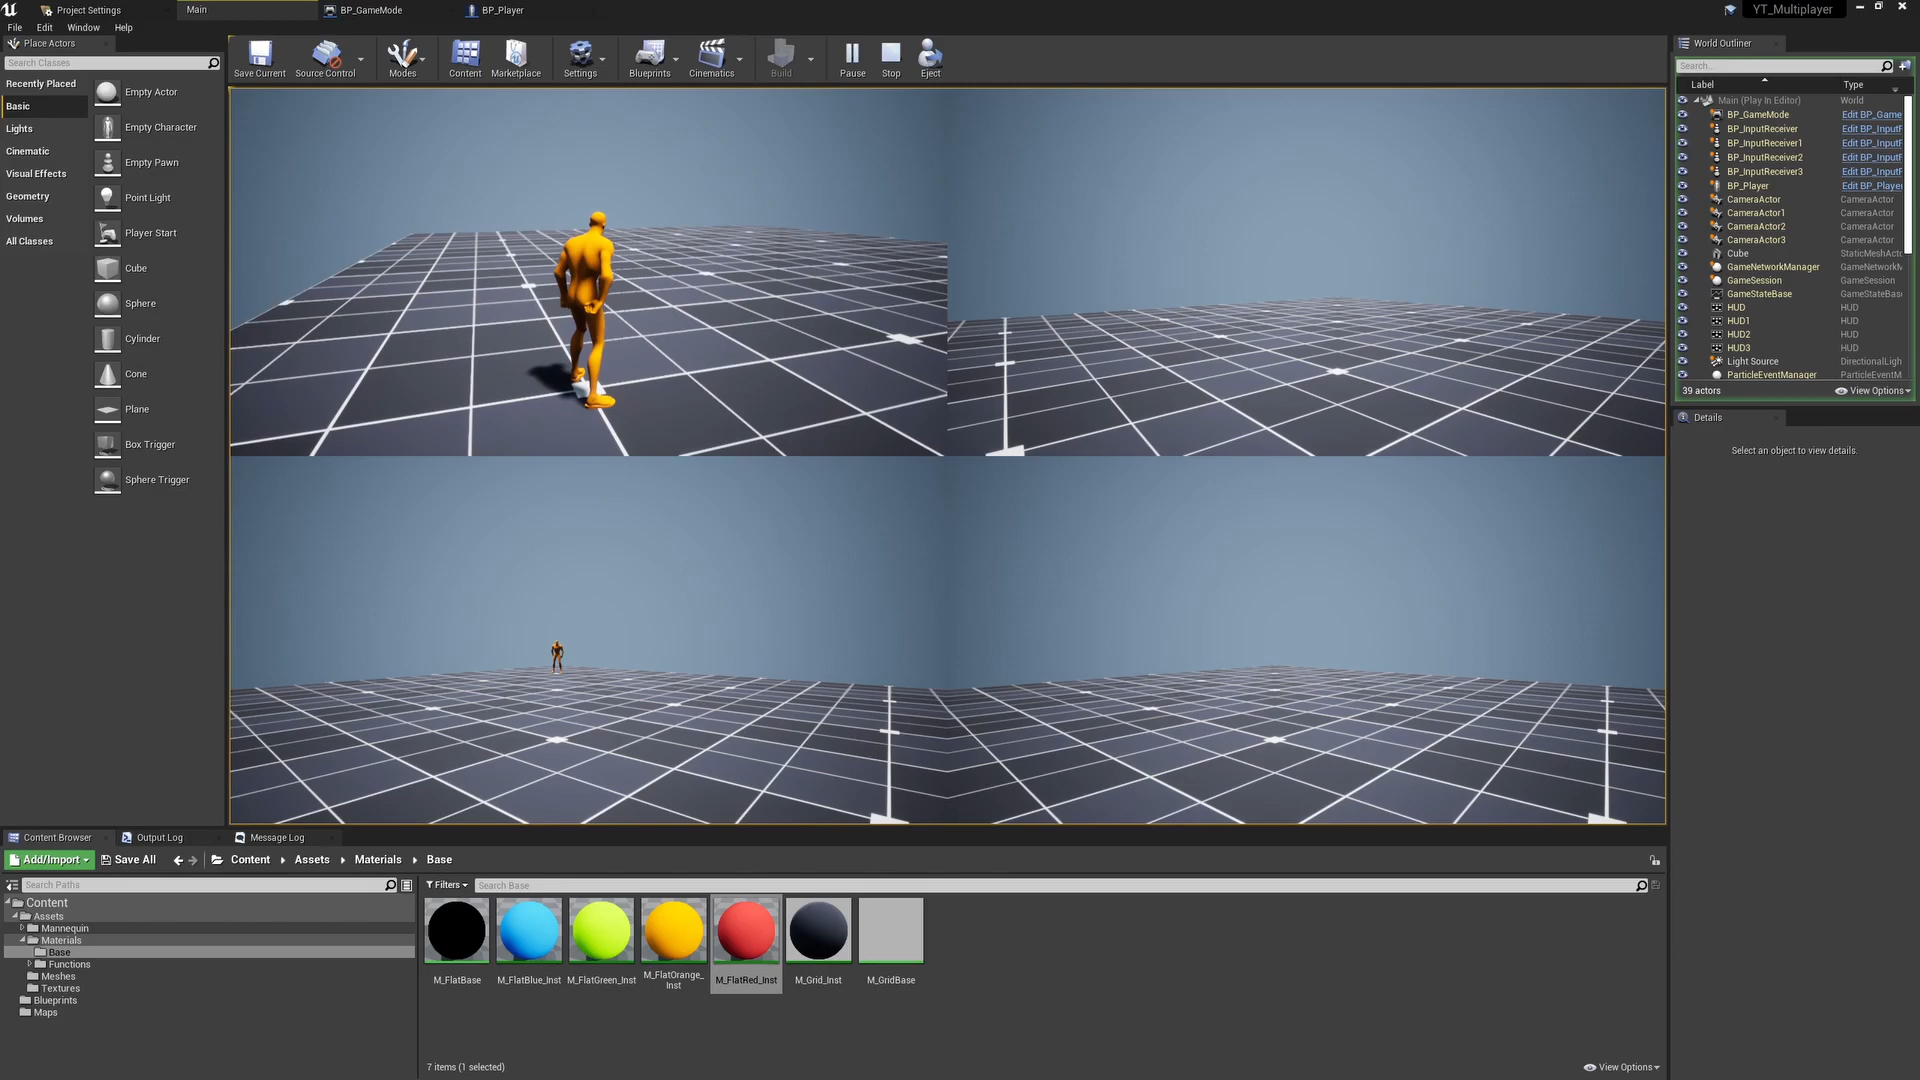 Project Settings
Main
BP_GameMode
BP_Player
YT_Multiplayer
File Edit Window Help
Place Actors
Search Classes
Recently Placed
Basic
Lights
Cinematic
Visual Effects
Geometry
Volumes
All Classes
Empty Actor
Empty Character
Empty Pawn
Point Light
Player Start
Cube
Sphere
Cylinder
Cone
Plane
Box Trigger
Sphere Trigger
Save Current
Source Control
Modes
Content
Marketplace
Settings
Blueprints
Cinematics
Build
Pause
Stop
Eject
World Outliner
Search...
Label Type
Main (Play In Editor) World
BP_GameMode Edit BP_Game
BP_InputReceiver Edit BP_InputF
BP_InputReceiver1 Edit BP_InputF
BP_InputReceiver2 Edit BP_InputF
BP_InputReceiver3 Edit BP_InputF
BP_Player Edit BP_Player
CameraActor CameraActor
CameraActor1 CameraActor
CameraActor2 CameraActor
CameraActor3 CameraActor
Cube StaticMeshActo
GameNetworkManager GameNetworkM
GameSession GameSession
GameStateBase GameStateBase
HUD HUD
HUD1 HUD
HUD2 HUD
HUD3 HUD
Light Source DirectionalLigh
ParticleEventManager ParticleEventM
39 actors
View Options
Details
Select an object to view details.
Content Browser
Output Log
Message Log
Add/Import
Save All
Content
Assets
Materials
Base
Search Paths
Content
Assets
Mannequin
Materials
Base
Functions
Meshes
Textures
Blueprints
Maps
Filters
Search Base
M_FlatBase
M_FlatBlue_Inst
M_FlatGreen_Inst
M_FlatOrange_
Inst
M_FlatRed_Inst
M_Grid_Inst
M_GridBase
7 items (1 selected)
View Options